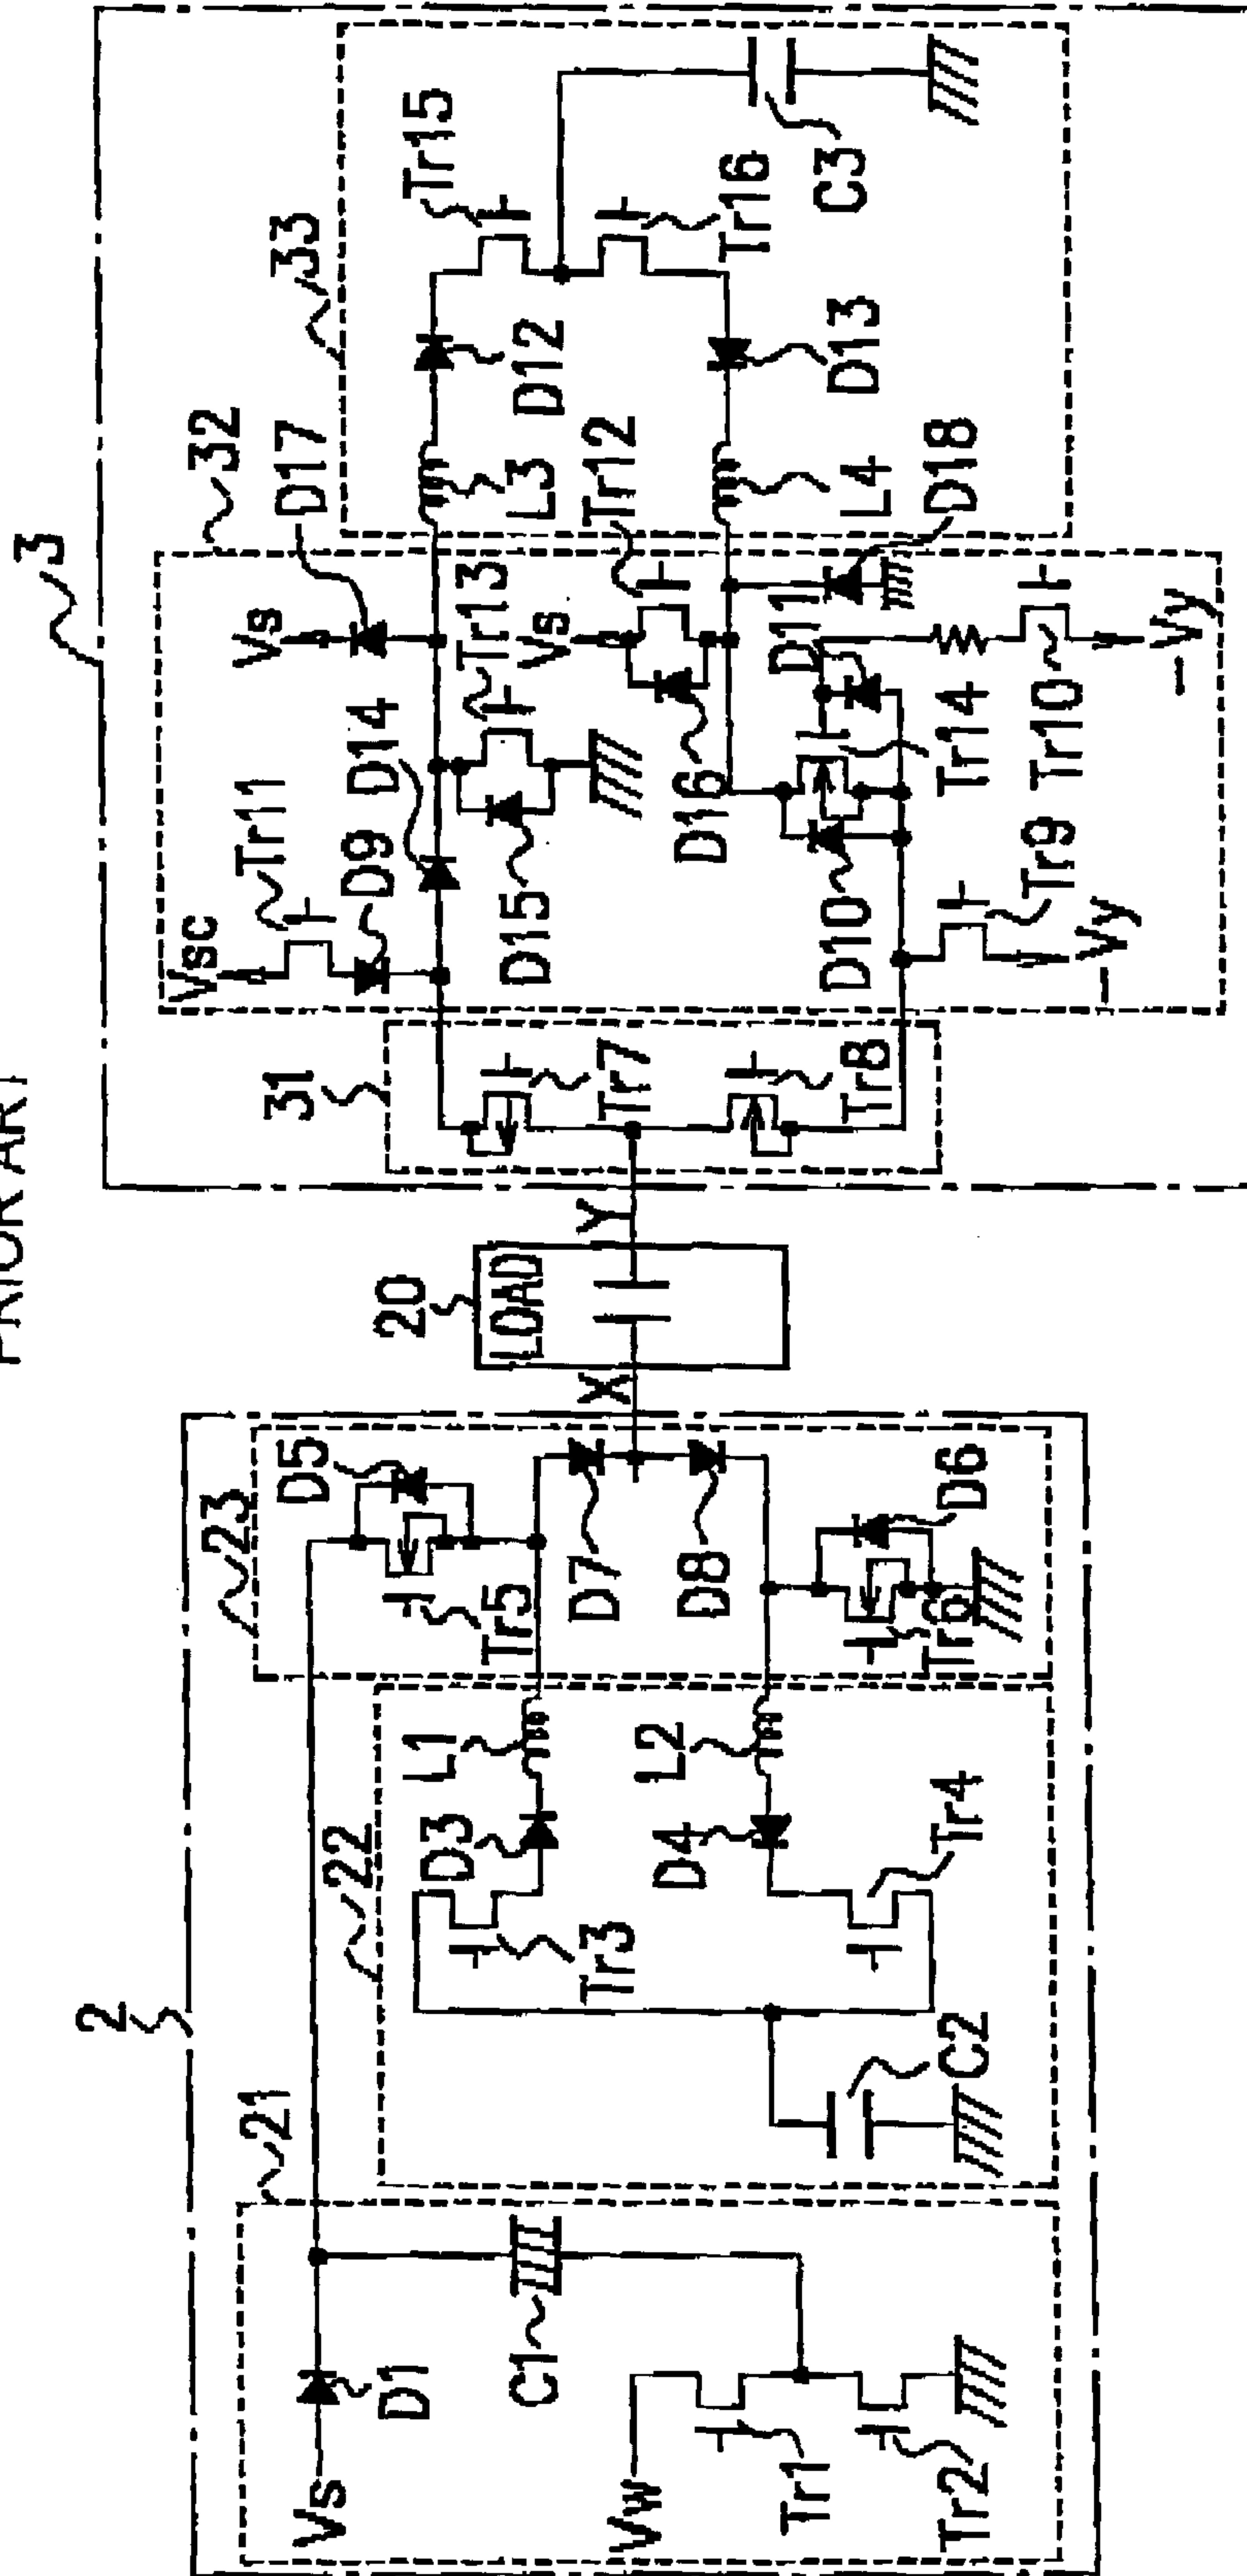 PRIOR ART
2
21
Vs
D1
C1
Vw
Tr1
Tr2
22
Tr3
D3
L1
C2
Tr4
D4
L2
23
Tr5
D5
D7
D8
Tr6
D6
20
LOAD
X
Y
3
31
Tr7
Tr8
32
Vsc
Tr11
D9
D14
Vs
D17
Tr13
D15
Vs
Tr12
D16
D10
D11
Tr14
D18
Tr9
-Vy
Tr10
-Vy
33
L3
D12
Tr15
Tr16
L4
D13
C3